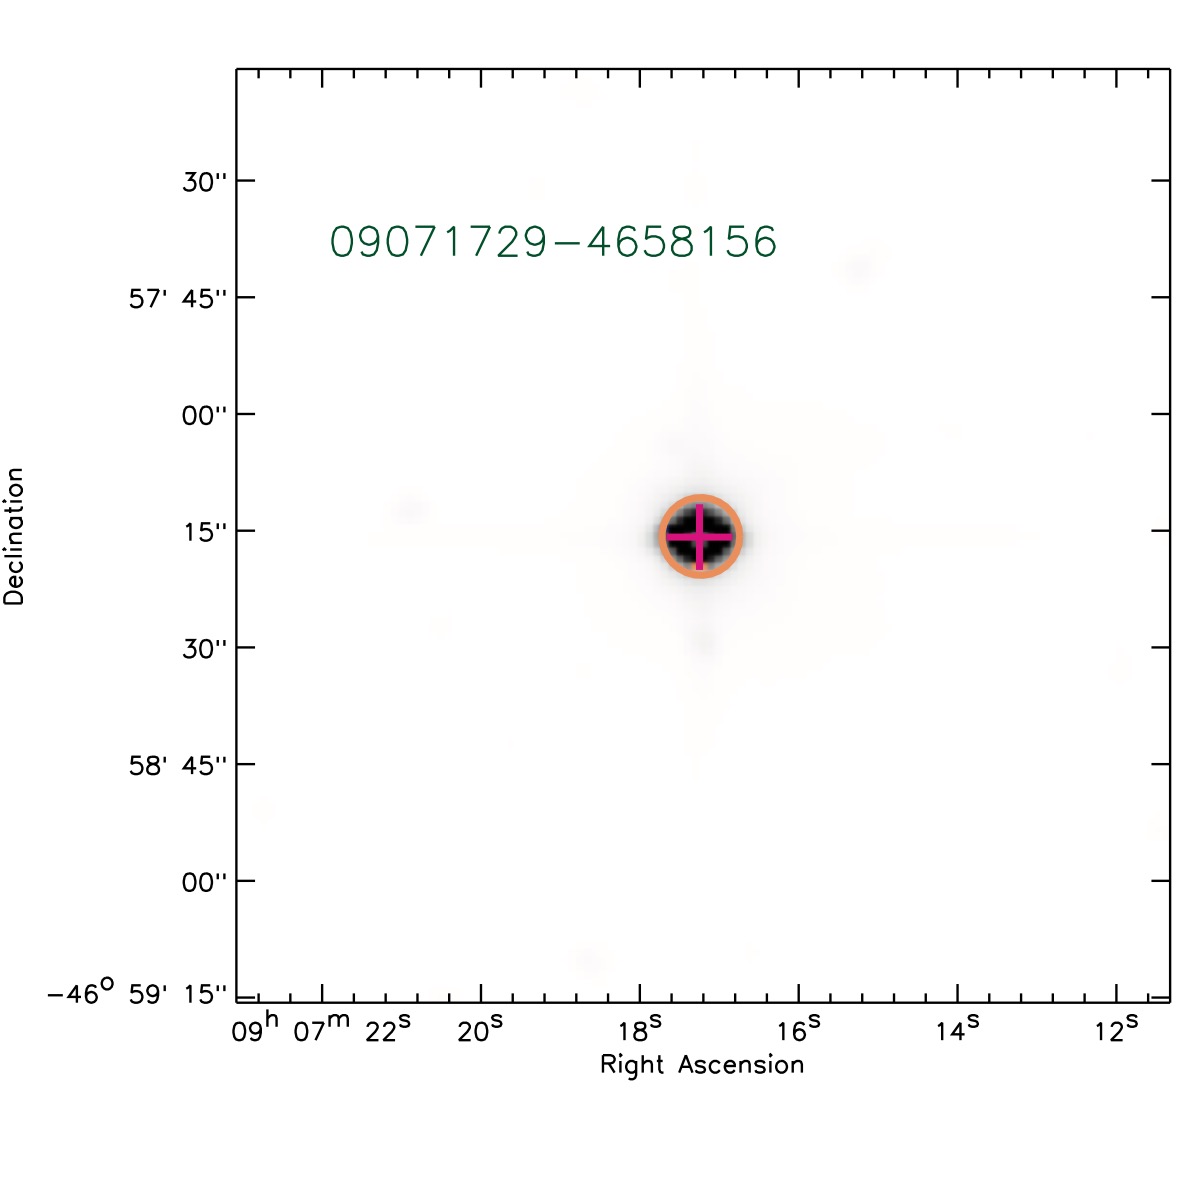 30''
09071729−4658156
57' 45''
00''
15''
30''
58' 45''
00''
−46° 59' 15''
09ʰ 07ᵐ 22ˢ 20ˢ 18ˢ 16ˢ 14ˢ 12ˢ
Right Ascension
Declination